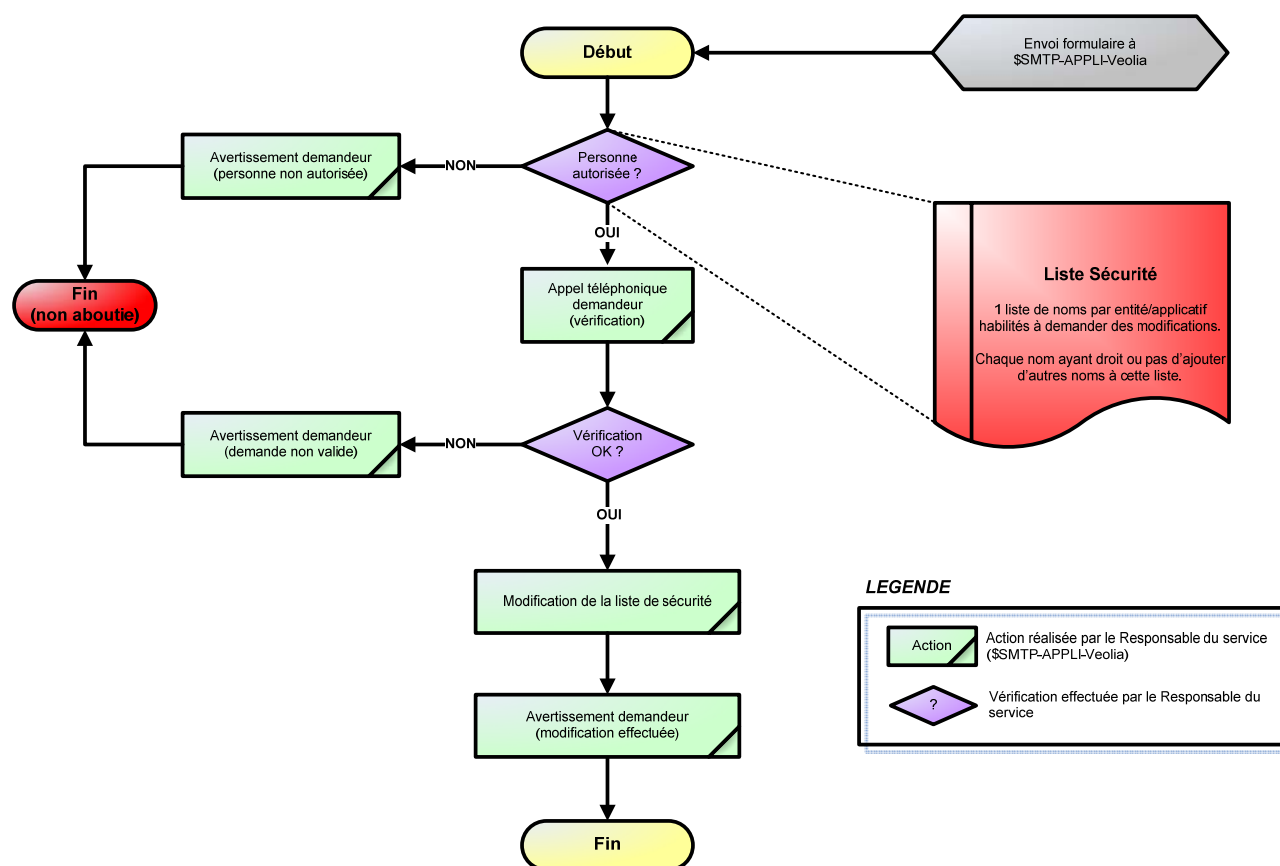 Début
Envoi formulaire à
$SMTP-APPLI-Veolia
Avertissement demandeur
(personne non autorisée)
NON
Personne
autorisée ?
OUI
Liste Sécurité
1 liste de noms par entité/applicatif
habilités à demander des modifications.
Chaque nom ayant droit ou pas d'ajouter
d'autres noms à cette liste.
Fin
(non aboutie)
Appel téléphonique
demandeur
(vérification)
Avertissement demandeur
(demande non valide)
NON
Vérification
OK ?
OUI
Modification de la liste de sécurité
Avertissement demandeur
(modification effectuée)
Fin
LEGENDE
Action
Action réalisée par le Responsable du service
($SMTP-APPLI-Veolia)
?
Vérification effectuée par le Responsable du
service